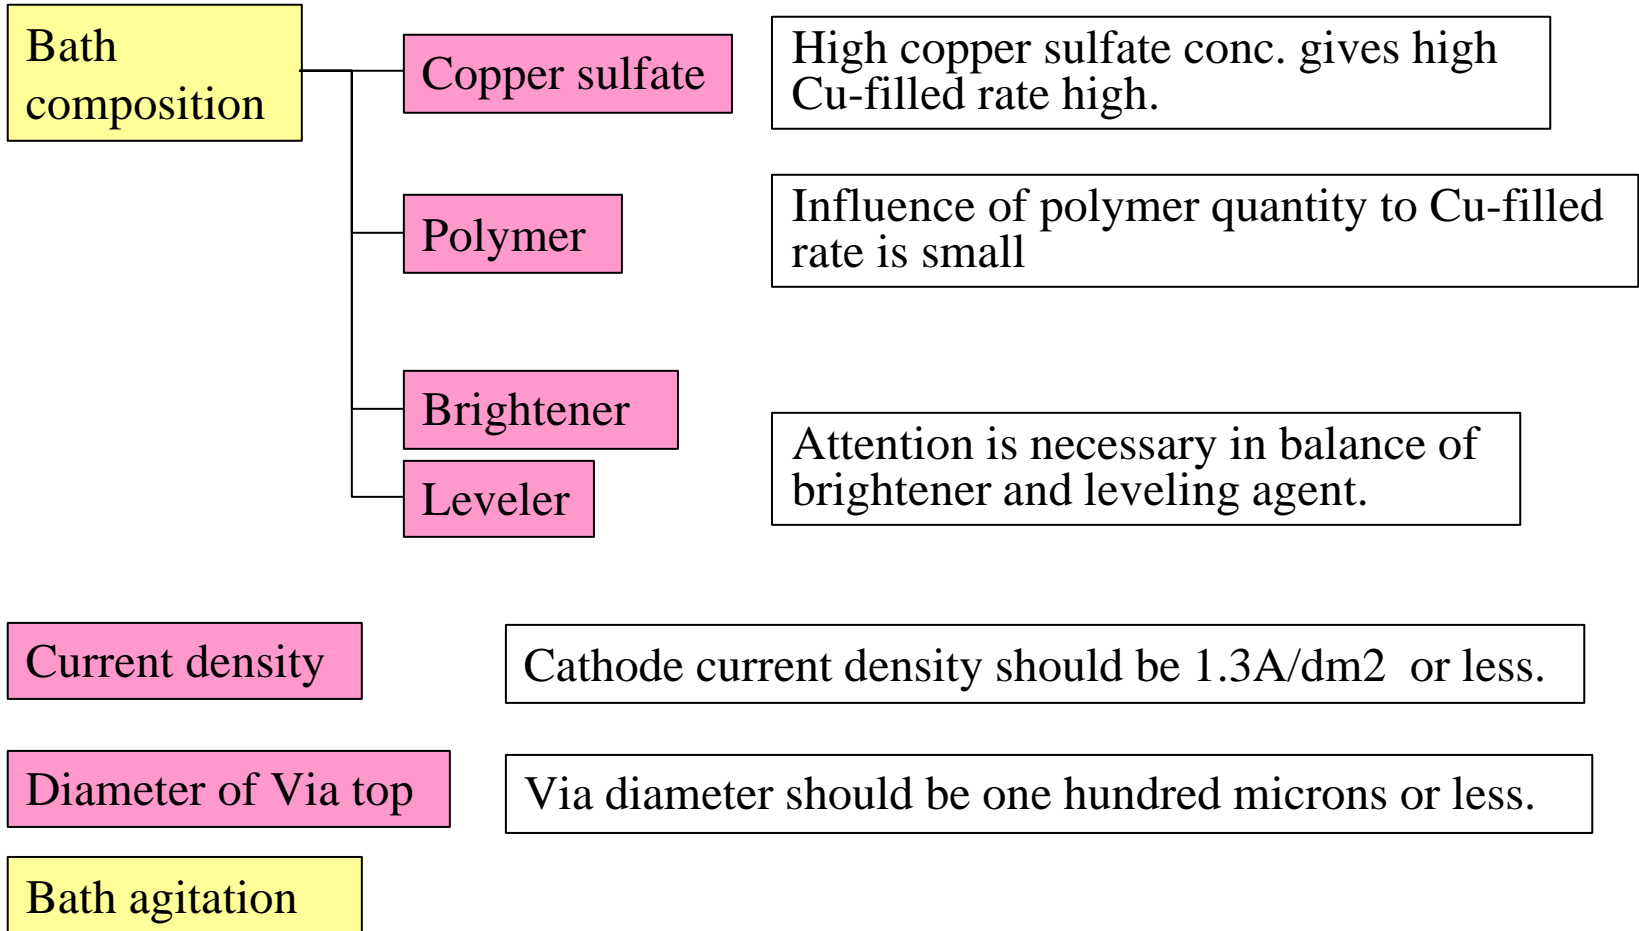 Bath
composition
Copper sulfate
High copper sulfate conc. gives high
Cu-filled rate high.
Polymer
Influence of polymer quantity to Cu-filled
rate is small
Brightener
Leveler
Attention is necessary in balance of
brightener and leveling agent.
Current density
Cathode current density should be 1.3A/dm2 or less.
Diameter of Via top
Via diameter should be one hundred microns or less.
Bath agitation